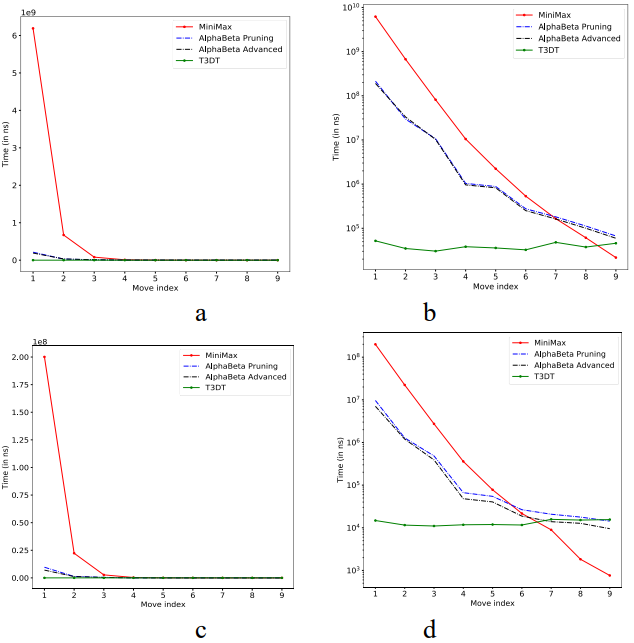 1e9
MiniMax
AlphaBeta Pruning
AlphaBeta Advanced
T3DT
6
5
4
3
2
1
0
Time (in ns)
1 2 3 4 5 6 7 8 9
Move index
a
MiniMax
AlphaBeta Pruning
AlphaBeta Advanced
T3DT
10^10
10^9
10^8
10^7
10^6
10^5
Time (in ns)
1 2 3 4 5 6 7 8 9
Move index
b
1e8
MiniMax
AlphaBeta Pruning
AlphaBeta Advanced
T3DT
2.00
1.75
1.50
1.25
1.00
0.75
0.50
0.25
0.00
Time (in ns)
1 2 3 4 5 6 7 8 9
Move index
c
MiniMax
AlphaBeta Pruning
AlphaBeta Advanced
T3DT
10^8
10^7
10^6
10^5
10^4
10^3
Time (in ns)
1 2 3 4 5 6 7 8 9
Move index
d